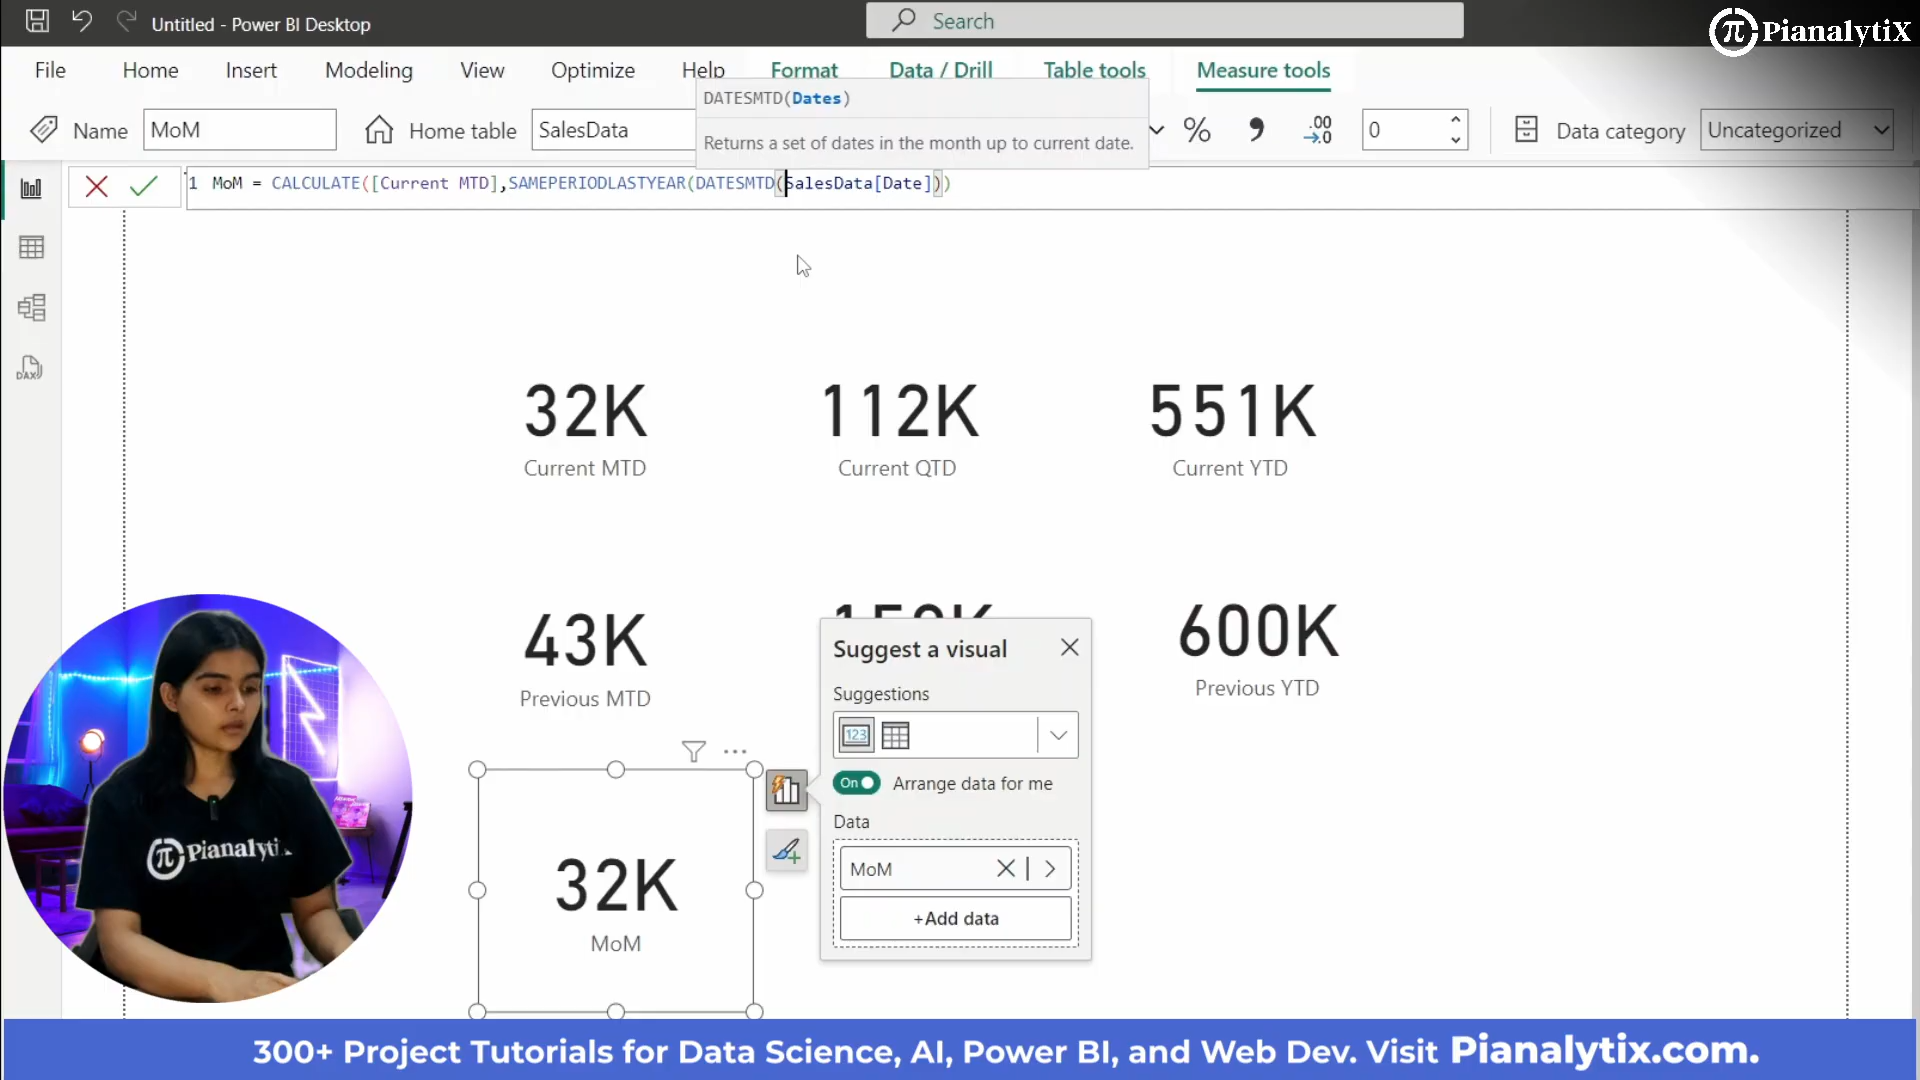 Untitled - Power BI Desktop
Search
PianalytiX
File Home Insert Modeling View Optimize Help Format Data / Drill Table tools Measure tools
Name MoM Home table SalesData
DATESMTD(Dates)
Returns a set of dates in the month up to current date.
% .00 0 Data category Uncategorized
1 MoM = CALCULATE([Current MTD],SAMEPERIODLASTYEAR(DATESMTD(SalesData[Date]))
DAX
32K 112K 551K
Current MTD Current QTD Current YTD
43K 600K
Previous MTD Previous YTD
Suggest a visual
Suggestions
123
On Arrange data for me
Data
MoM
+Add data
32K
MoM
Pianalyti
300+ Project Tutorials for Data Science, AI, Power BI, and Web Dev. Visit Pianalytix.com.